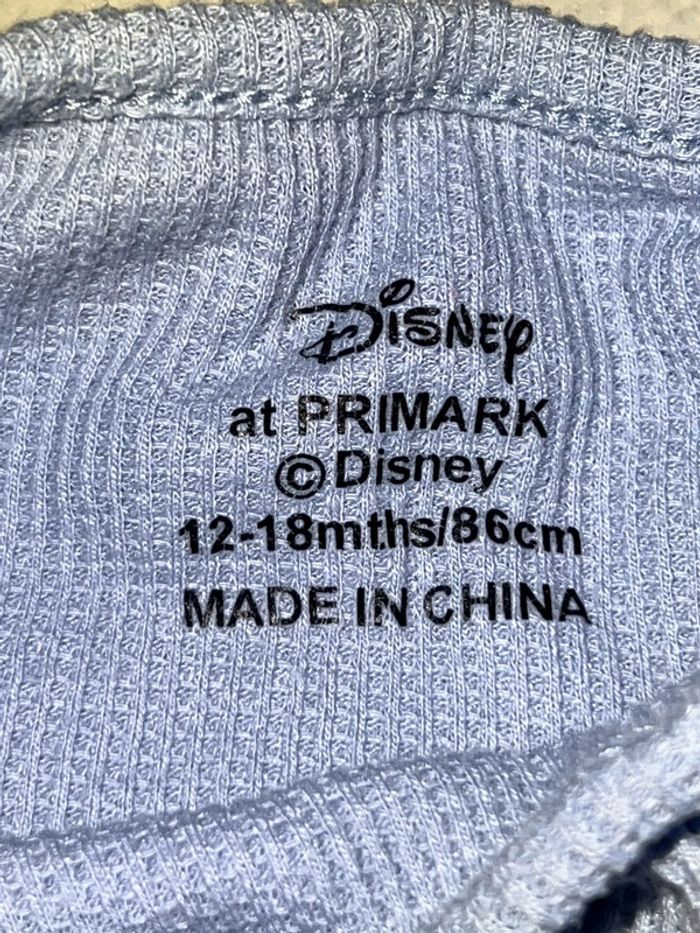 Disney
at PRIMARK
©Disney
12-18mths/86cm
MADE IN CHINA